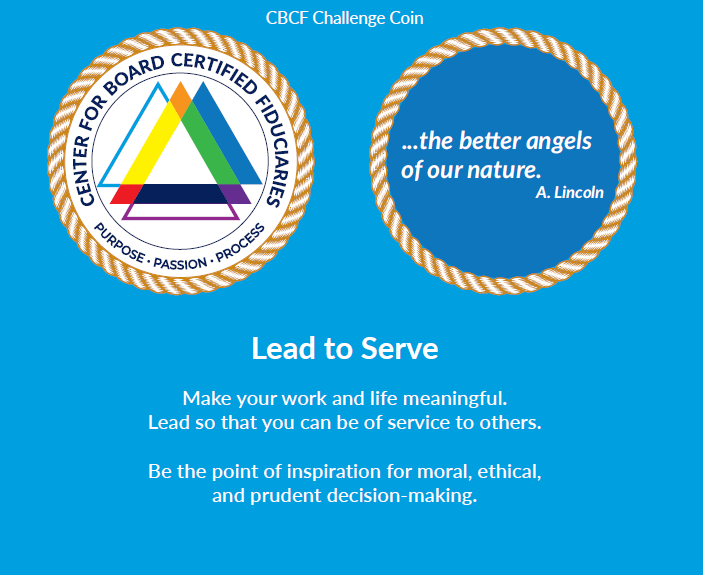 CBCF Challenge Coin
CENTER FOR BOARD CERTIFIED FIDUCIARIES
PURPOSE • PASSION • PROCESS
...the better angels
of our nature.
A. Lincoln
Lead to Serve
Make your work and life meaningful.
Lead so that you can be of service to others.
Be the point of inspiration for moral, ethical,
and prudent decision-making.